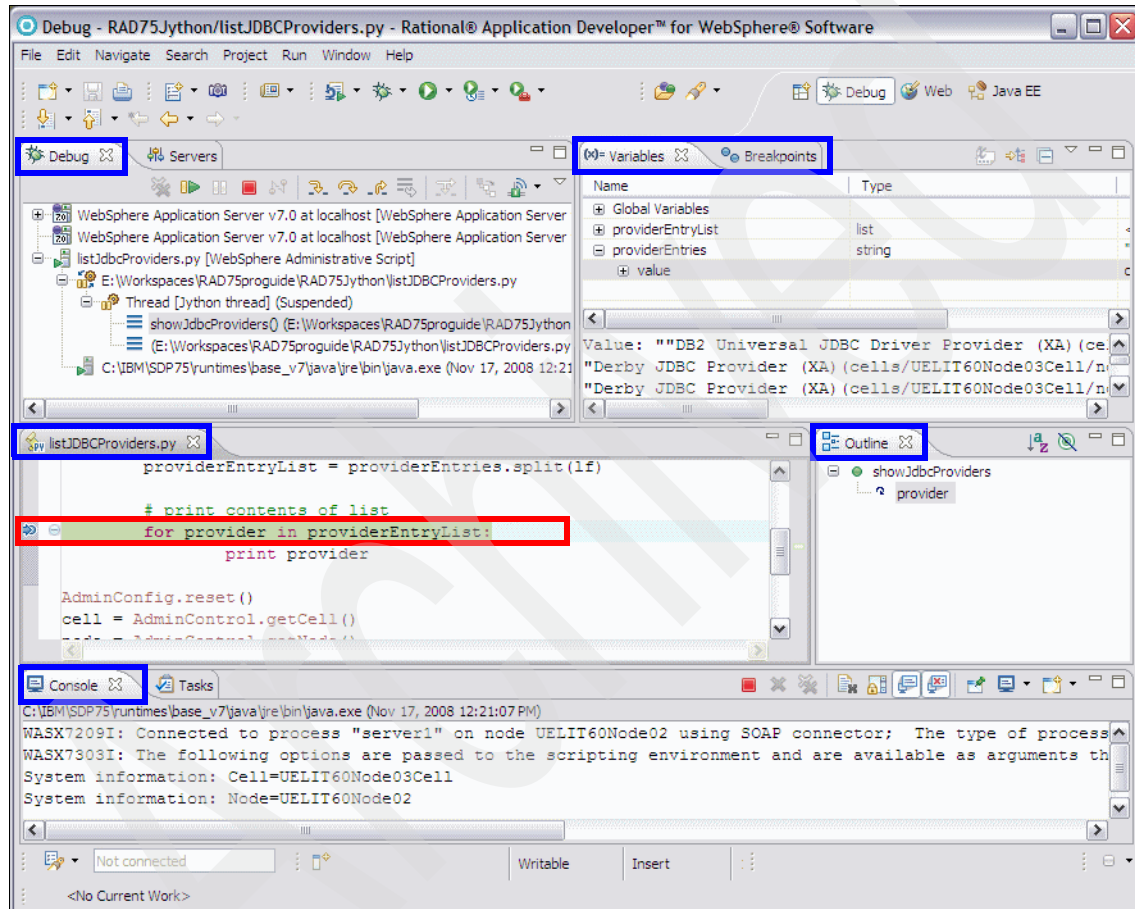 Debug - RAD75Jython/listJDBCProviders.py - Rational® Application Developer™ for WebSphere® Software
File Edit Navigate Search Project Run Window Help
Debug Web Java EE
Debug Servers
Variables Breakpoints
Name Type
WebSphere Application Server v7.0 at localhost [WebSphere Application Server
WebSphere Application Server v7.0 at localhost [WebSphere Application Server
listJdbcProviders.py [WebSphere Administrative Script]
E:\Workspaces\RAD75proguide\RAD75Jython\listJDBCProviders.py
Thread [Jython thread] (Suspended)
showJdbcProviders() (E:\Workspaces\RAD75proguide\RAD75Jython
(E:\Workspaces\RAD75proguide\RAD75Jython\listJDBCProviders.py
C:\IBM\SDP75\runtimes\base_v7\java\jre\bin\java.exe (Nov 17, 2008 12:21
Global Variables
providerEntryList list
providerEntries string
value
Value: ""DB2 Universal JDBC Driver Provider (XA)(ce
"Derby JDBC Provider (XA)(cells/UELIT60Node03Cell/n
"Derby JDBC Provider (XA)(cells/UELIT60Node03Cell/n
listJDBCProviders.py
providerEntryList = providerEntries.split(lf)
# print contents of list
for provider in providerEntryList:
print provider
AdminConfig.reset()
cell = AdminControl.getCell()
node = AdminControl.getNode()
Outline
showJdbcProviders
provider
Console Tasks
C:\IBM\SDP75\runtimes\base_v7\java\jre\bin\java.exe (Nov 17, 2008 12:21:07 PM)
WASX7209I: Connected to process "server1" on node UELIT60Node02 using SOAP connector; The type of process
WASX7303I: The following options are passed to the scripting environment and are available as arguments th
System information: Cell=UELIT60Node03Cell
System information: Node=UELIT60Node02
Not connected Writable Insert
<No Current Work>